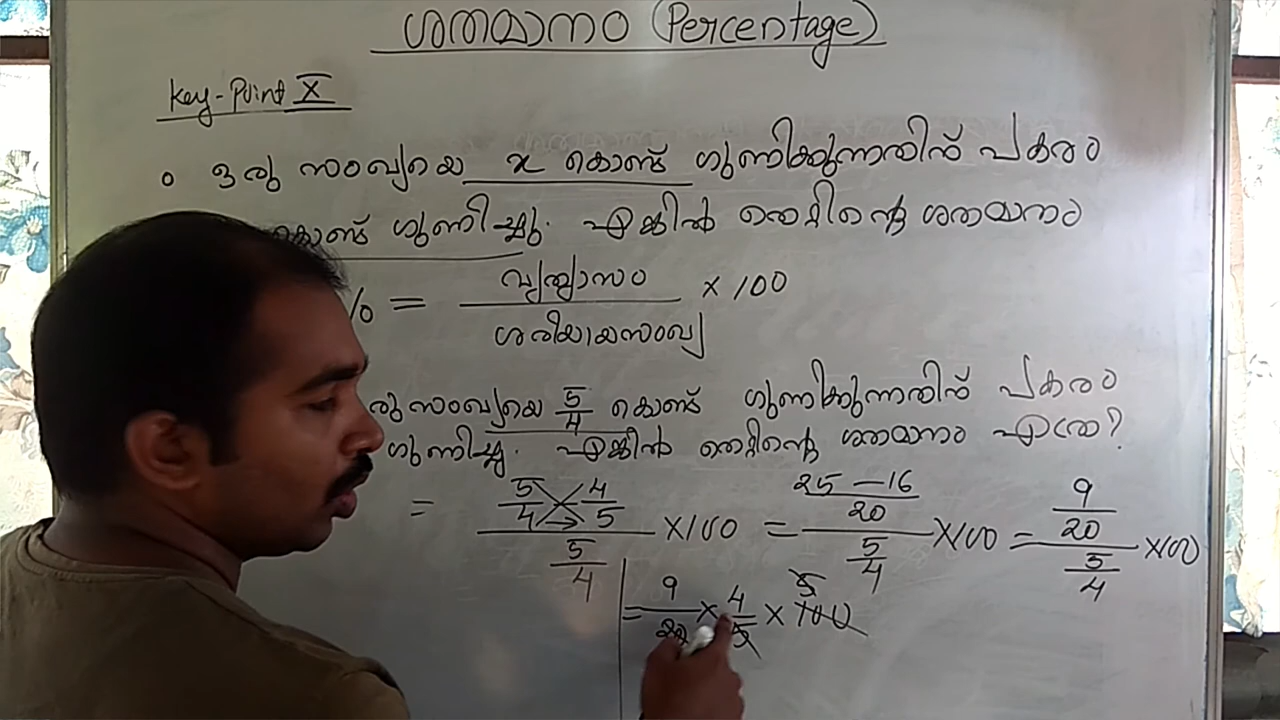 ശതമാനം (Percentage)
Key-Point X
o ഒരു സംഖ്യയെ x കൊണ്ട് ഗുണിക്കുന്നതിന് പകരം
കൊണ്ട് ഗുണിച്ചു. എങ്കിൽ തെറ്റിന്റെ ശതമാനം
% = വ്യത്യാസം / ശരിയായസംഖ്യ × 100
രു സംഖ്യയെ 5/4 കൊണ്ട് ഗുണിക്കുന്നതിന് പകരം
ഗുണിച്ചു. എങ്കിൽ തെറ്റിന്റെ ശതമാനം എത്ര?
= 5/4 4/5 / 5/4 ×100 = 25-16/20 / 5/4 ×100 = 9/20 / 5/4 ×100
= 9/20 × 4/5 × 100 5